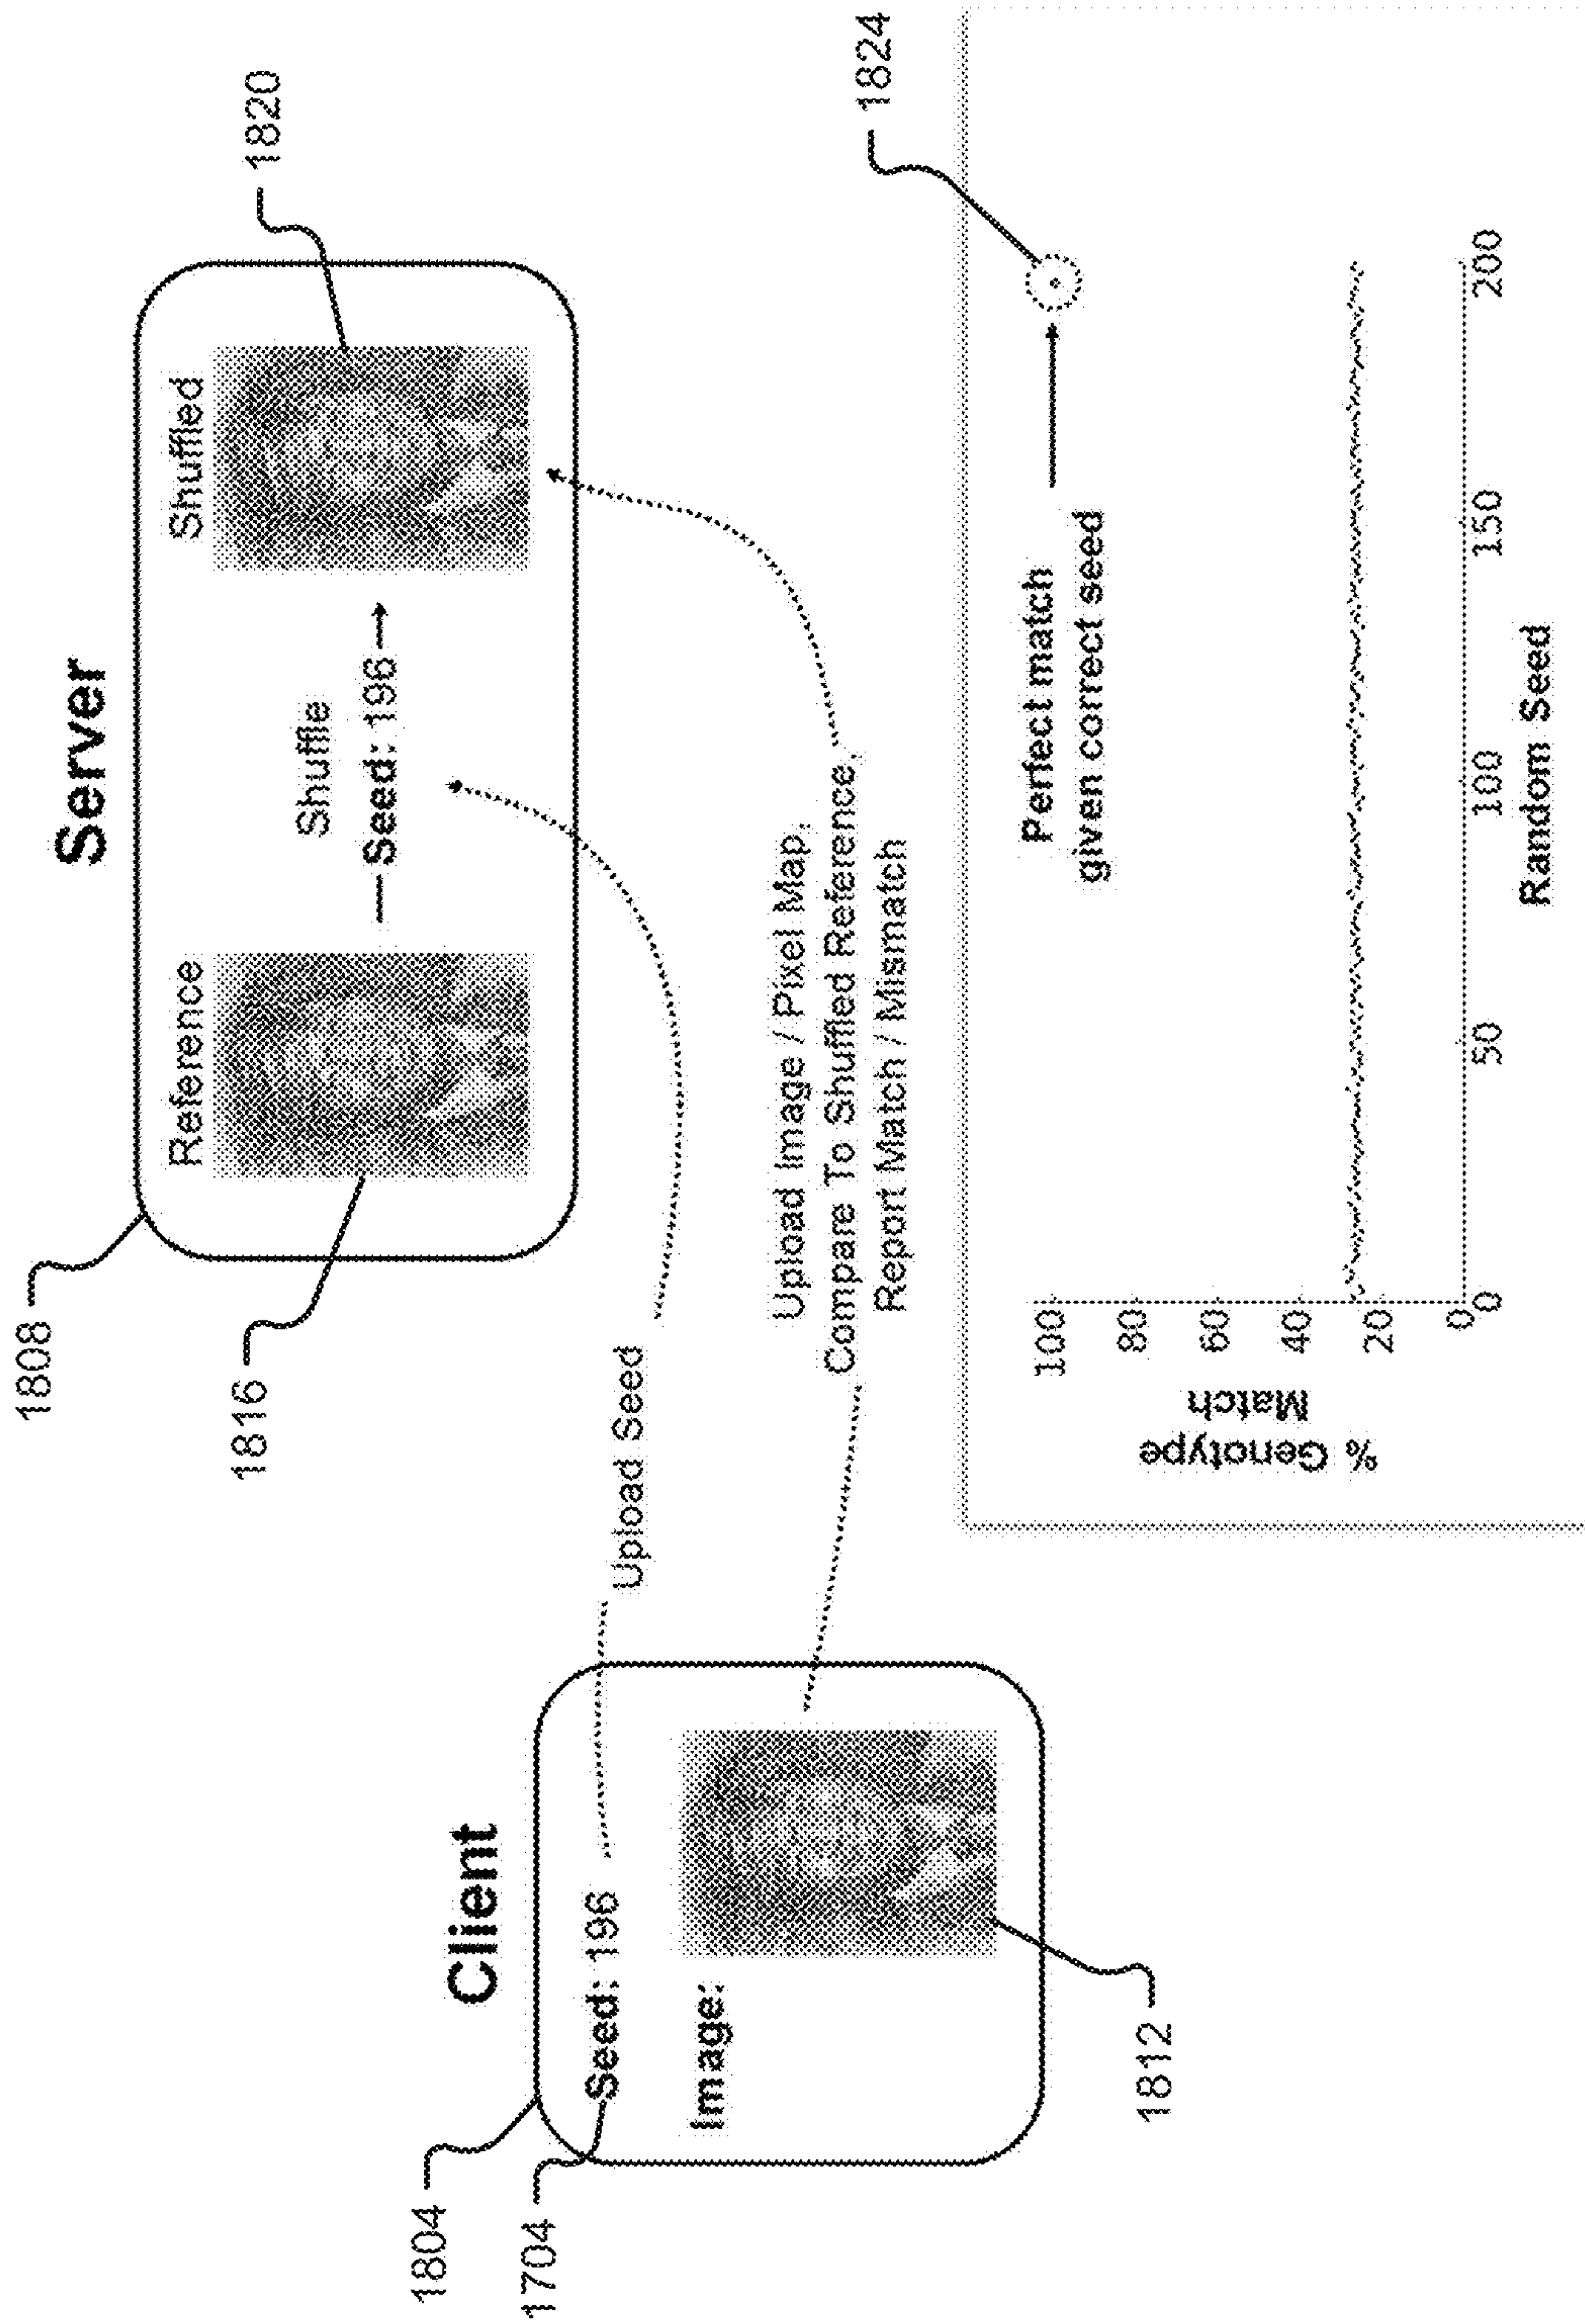 Server
1808
1816
1820
Reference
Shuffled
Shuffle
Seed: 196
Client
1804
1704
Seed: 196
Image:
1812
Upload Seed
Upload Image / Pixel Map,
Compare To Shuffled Reference,
Report Match / Mismatch
1824
Perfect match
given correct seed
% Genotype
Match
100
80
60
40
20
0
0
50
100
150
200
Random Seed